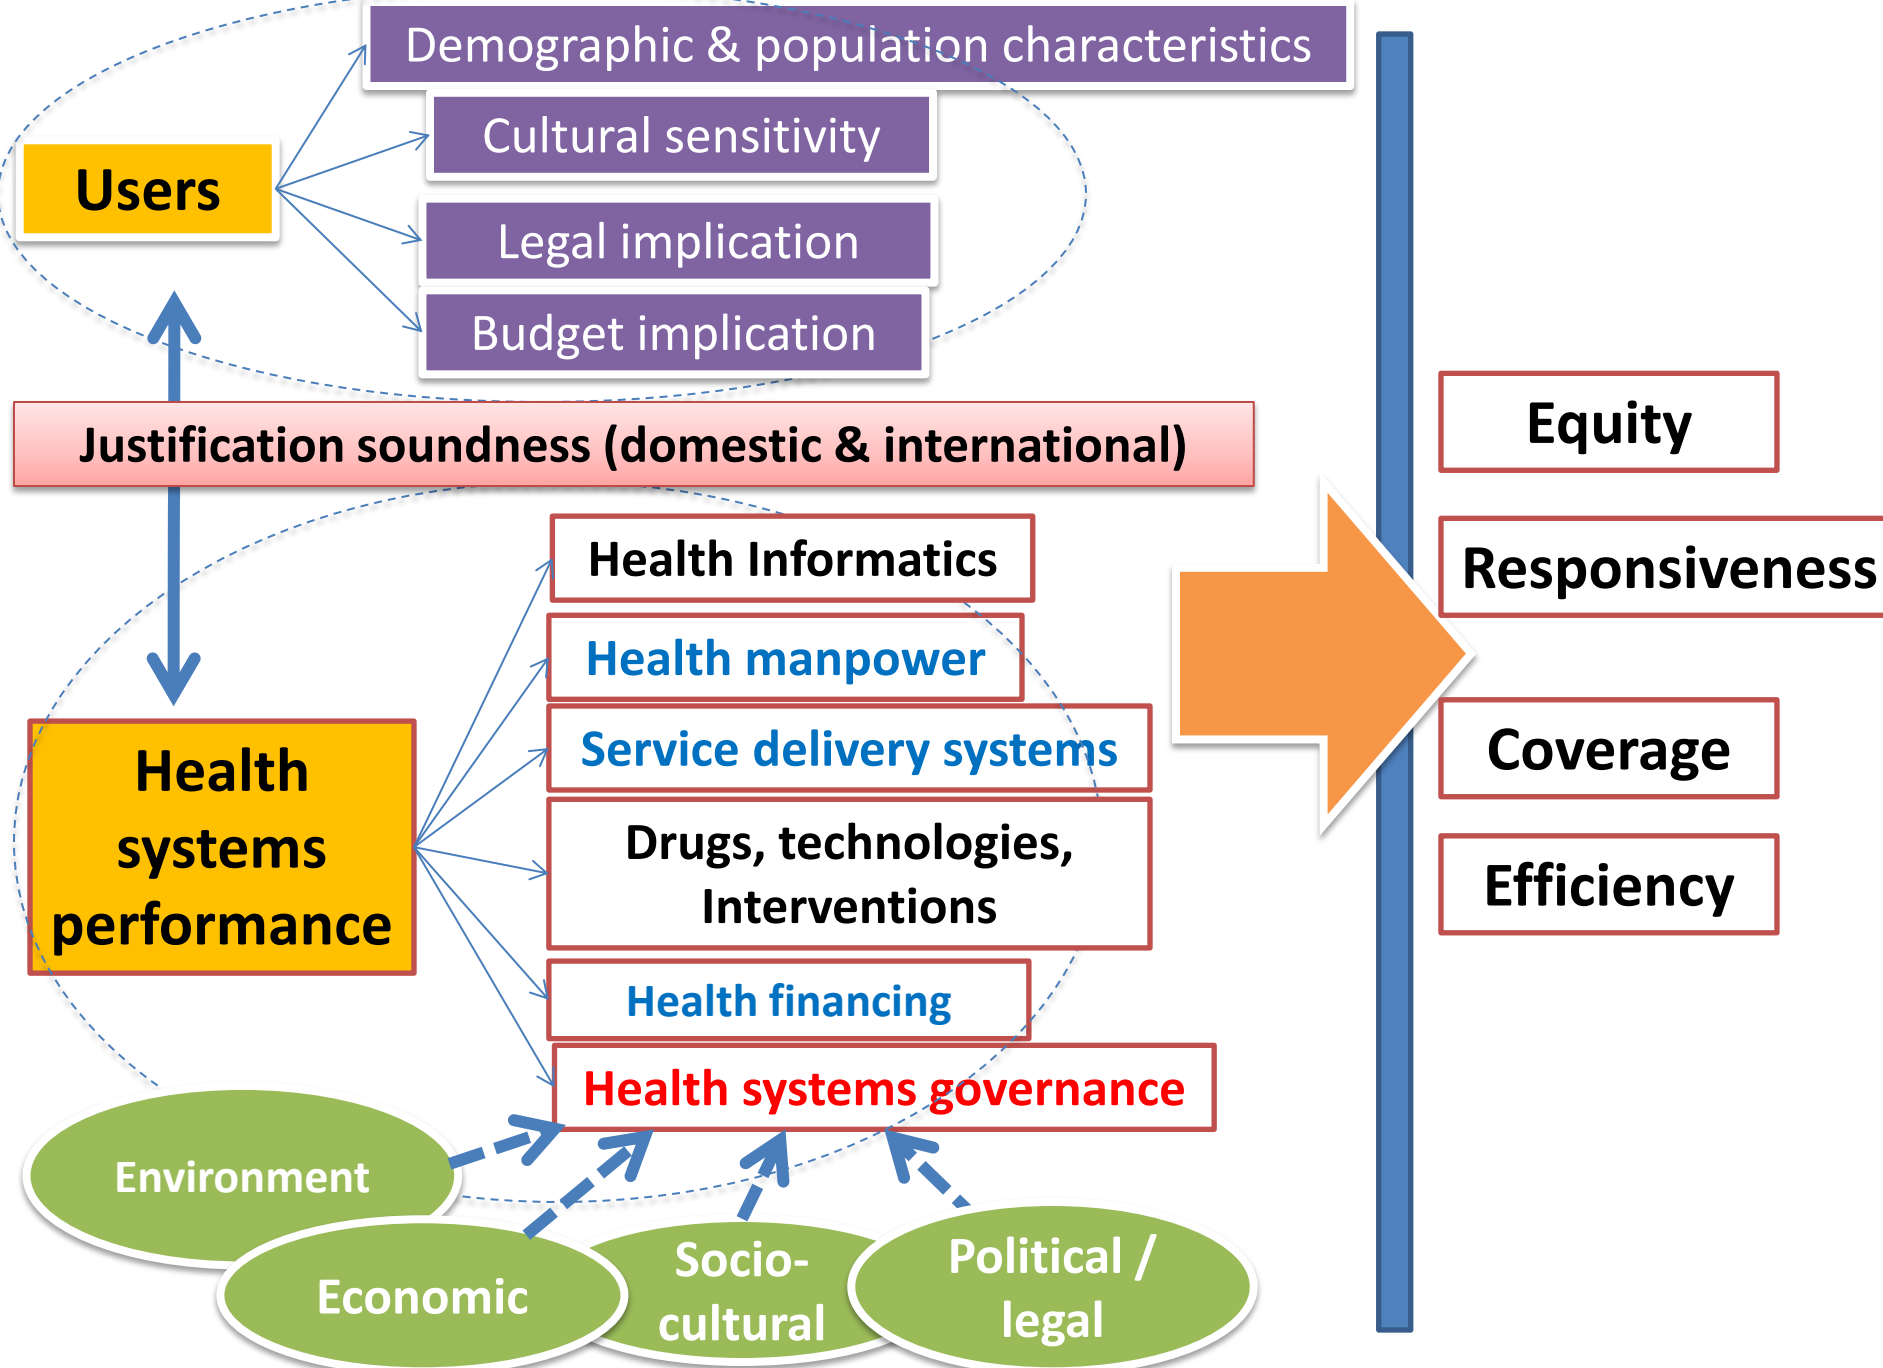 Demographic & population characteristics
Cultural sensitivity
Users
Legal implication
Budget implication
Justification soundness (domestic & international)
Health Informatics
Health manpower
Service delivery systems
Health
systems
performance
Drugs, technologies,
Interventions
Health financing
Health systems governance
Environment
Economic
Socio-
cultural
Political /
legal
Equity
Responsiveness
Coverage
Efficiency